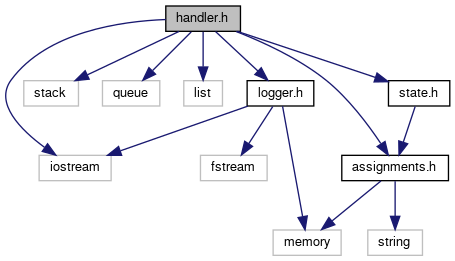 handler.h
stack
queue
list
logger.h
state.h
iostream
fstream
assignments.h
memory
string